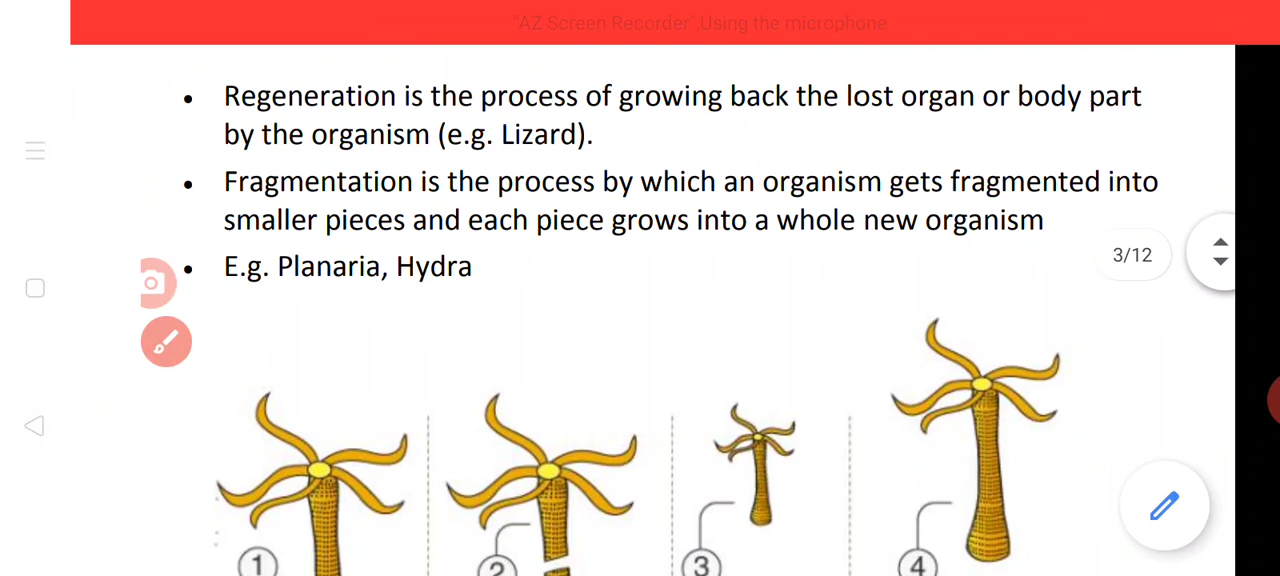 "AZ Screen Recorder",Using the microphone
• Regeneration is the process of growing back the lost organ or body part
by the organism (e.g. Lizard).
• Fragmentation is the process by which an organism gets fragmented into
smaller pieces and each piece grows into a whole new organism
3/12
• E.g. Planaria, Hydra
1
2
3
4